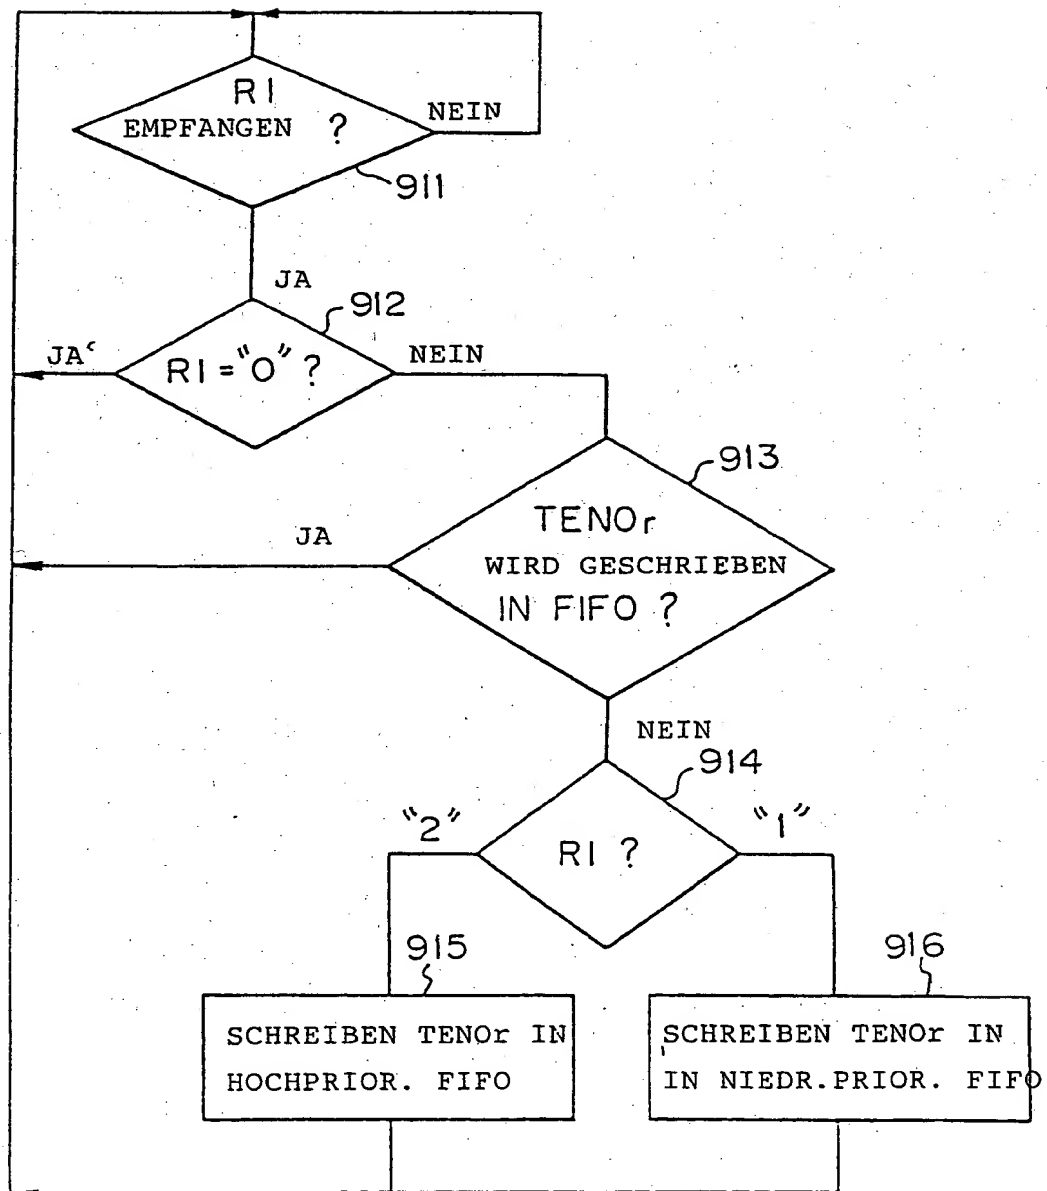 RI
EMPFANGEN ?
NEIN
911
JA
912
JA
NEIN
RI = "0" ?
913
TENOr
WIRD GESCHRIEBEN
IN FIFO ?
JA
NEIN
914
"2"
"1"
RI ?
915
916
SCHREIBEN TENOr IN
HOCHPRIOR. FIFO
SCHREIBEN TENOr IN
IN NIEDR.PRIOR. FIFO